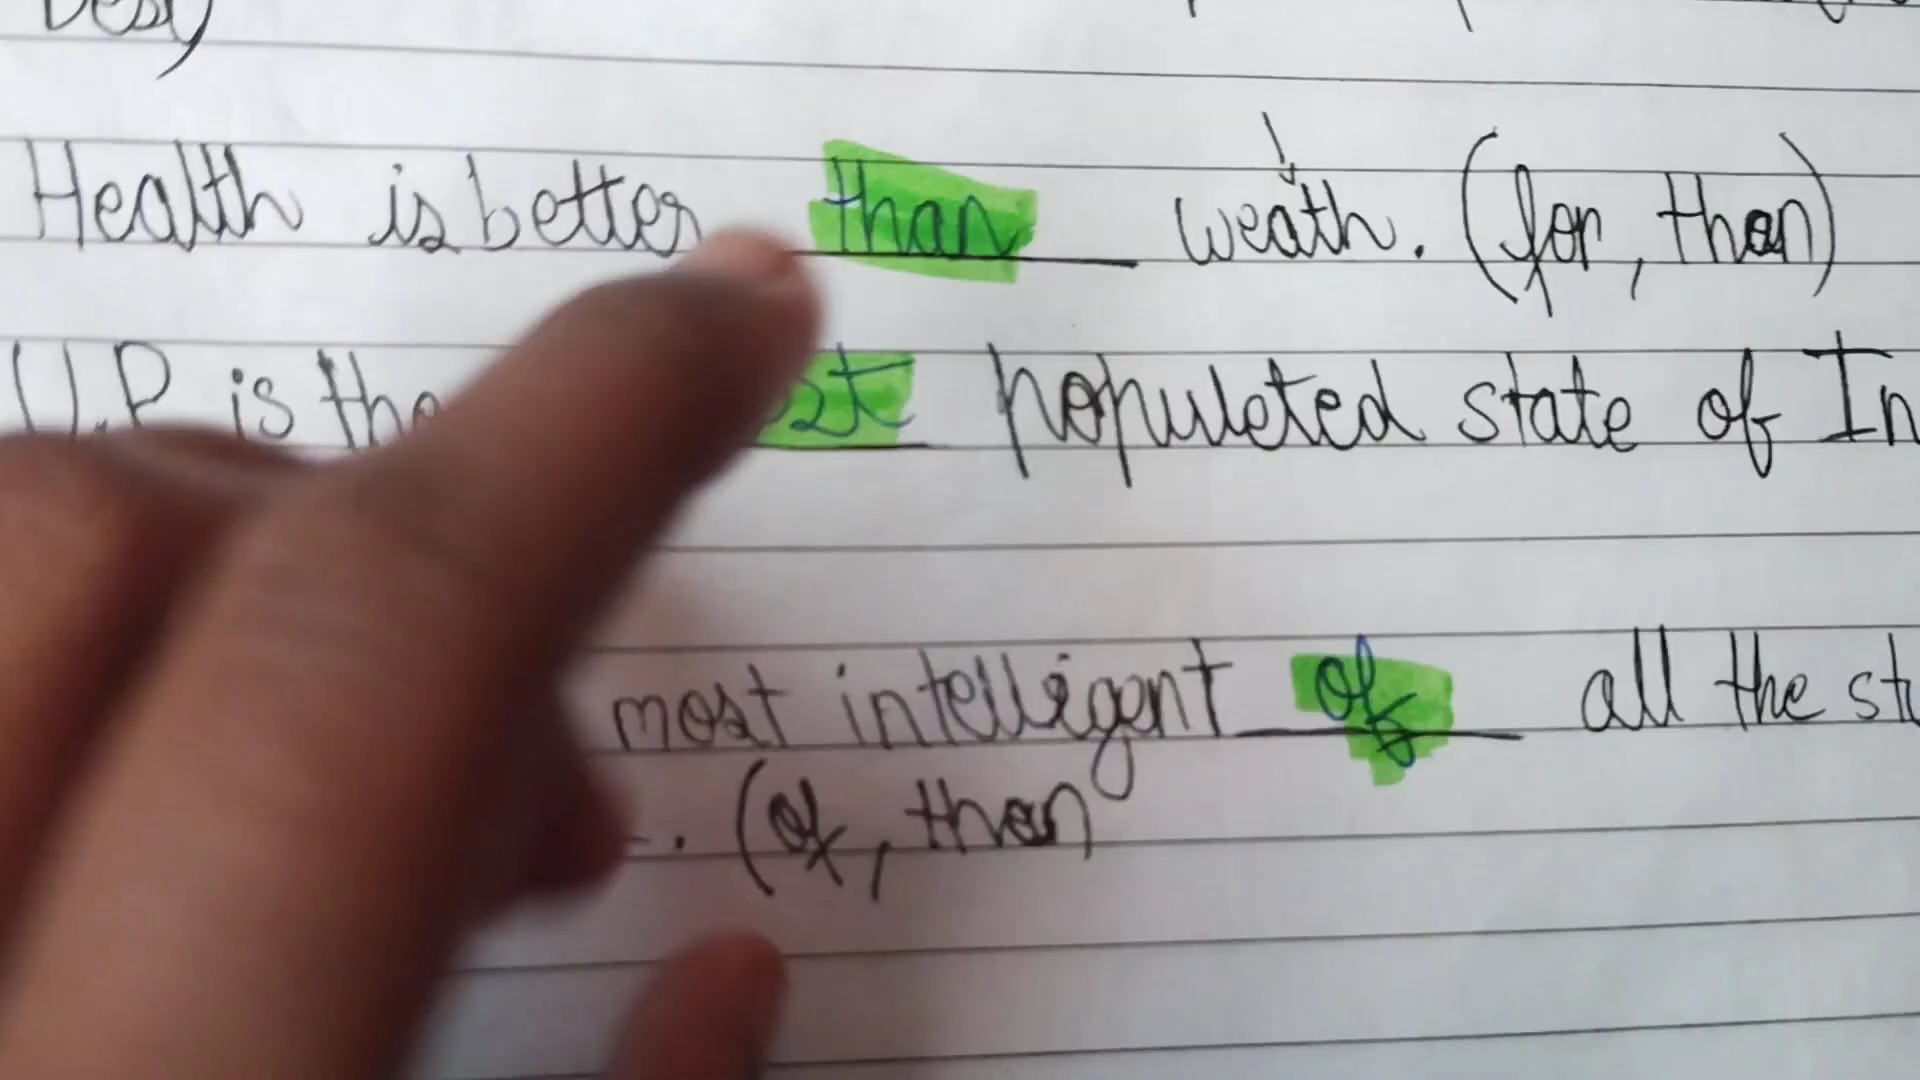 Best)
Health is better than weath. (for, than)
U.P is the populeted state of In
most intelligent of all the st
. (of, than